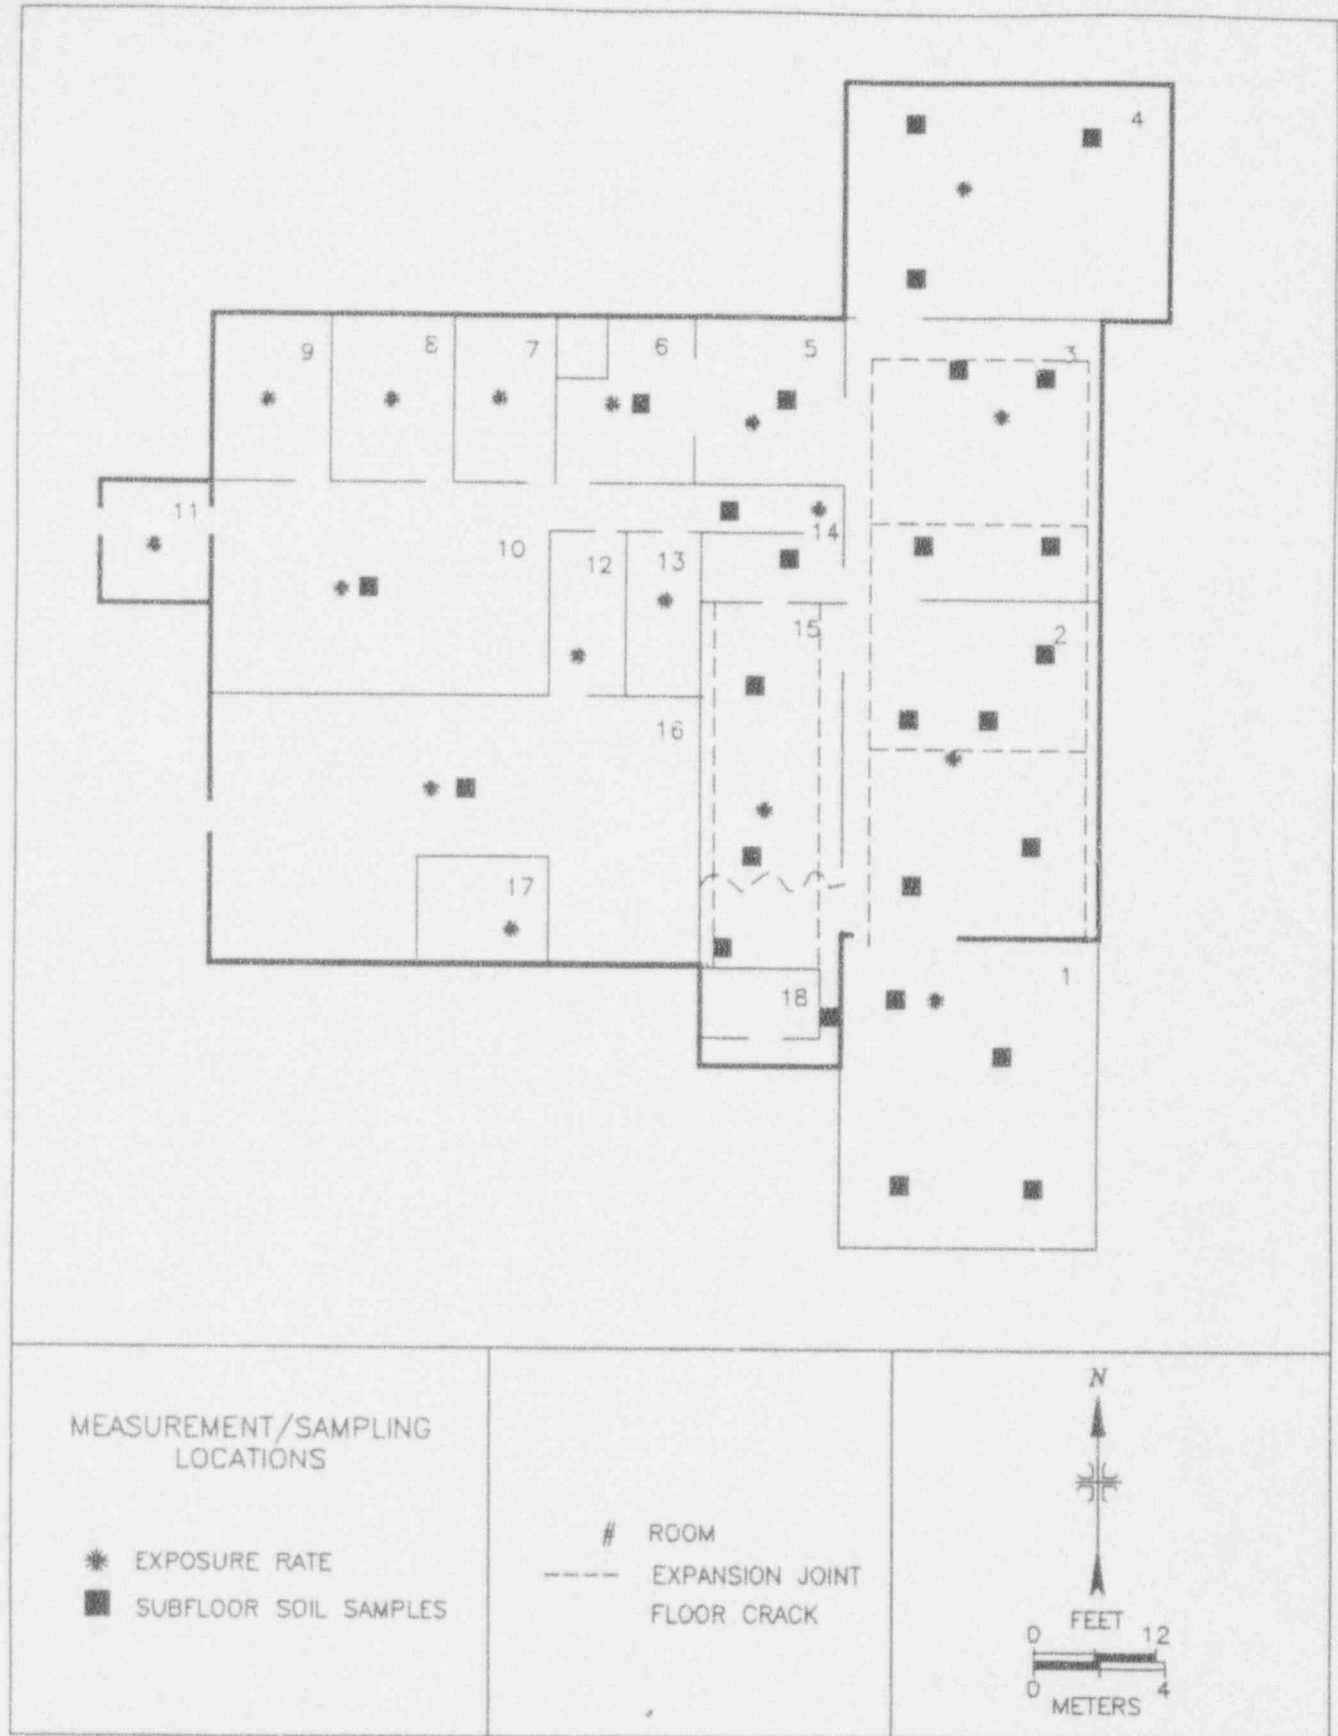 4
3
9
8
7
6
5
11
10
12
13
14
15
2
16
17
18
1
MEASUREMENT/SAMPLING
LOCATIONS
EXPOSURE RATE
SUBFLOOR SOIL SAMPLES
# ROOM
EXPANSION JOINT
FLOOR CRACK
N
FEET
0 12
0 4
METERS